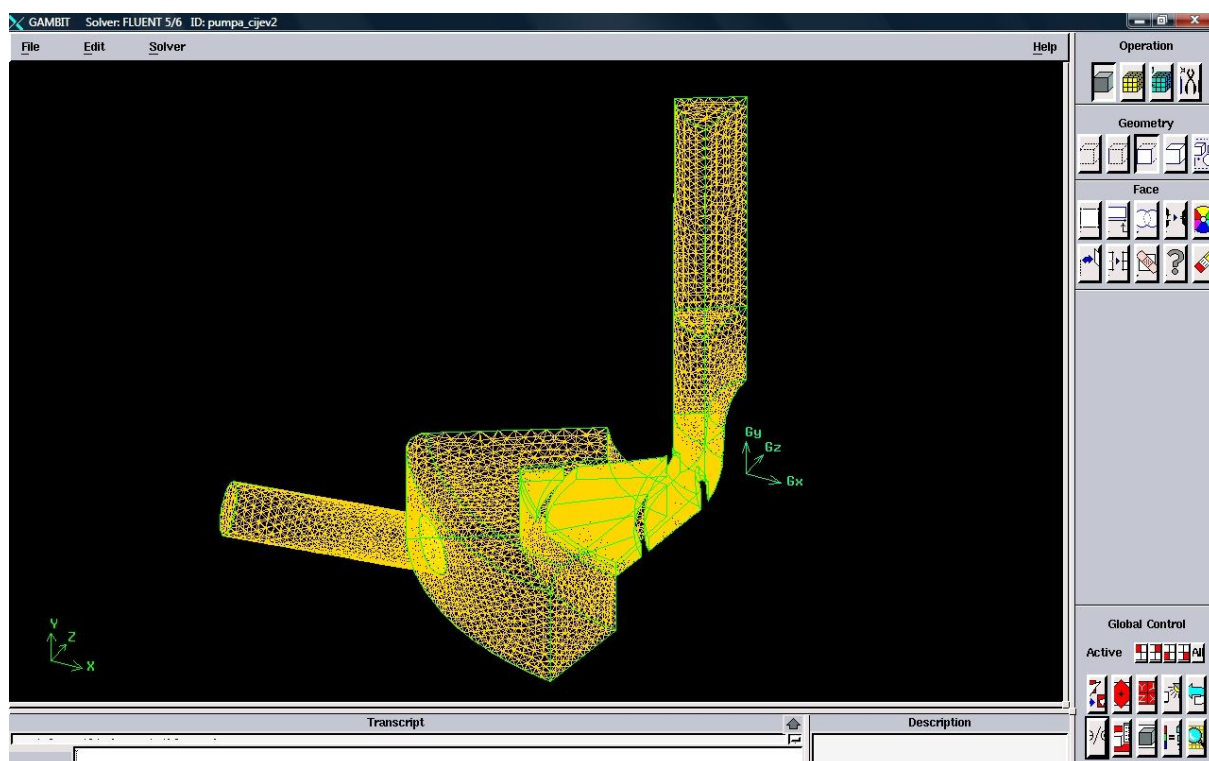 GAMBIT Solver: FLUENT 5/6 ID: pumpa_cijev2
File Edit Solver Help
Operation
Geometry
Face
Gy
Gz
Gx
Y
Z
X
Global Control
Active All
Transcript Description